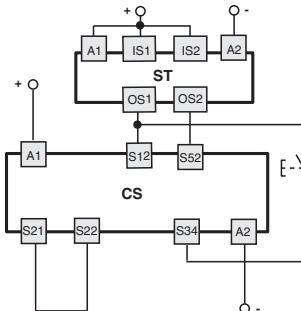 + -
A1 IS1 IS2 A2
ST
OS1 OS2
+
A1 S12 S52
CS
S21 S22 S34 A2
-